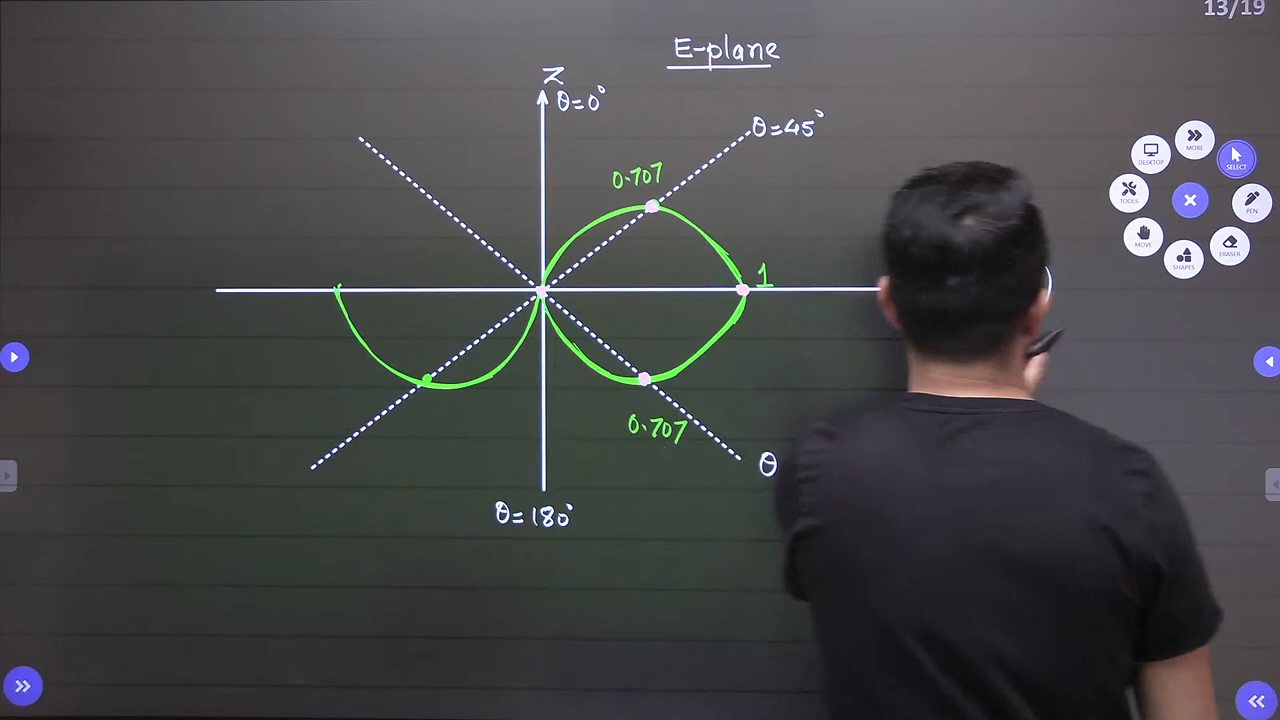 13/19
E-plane
Z
θ=0°
θ=45°
0.707
1
0.707
θ
θ=180°
DESKTOP
MORE
SELECT
TOOLS
PEN
MOVE
SHAPES
ERASER